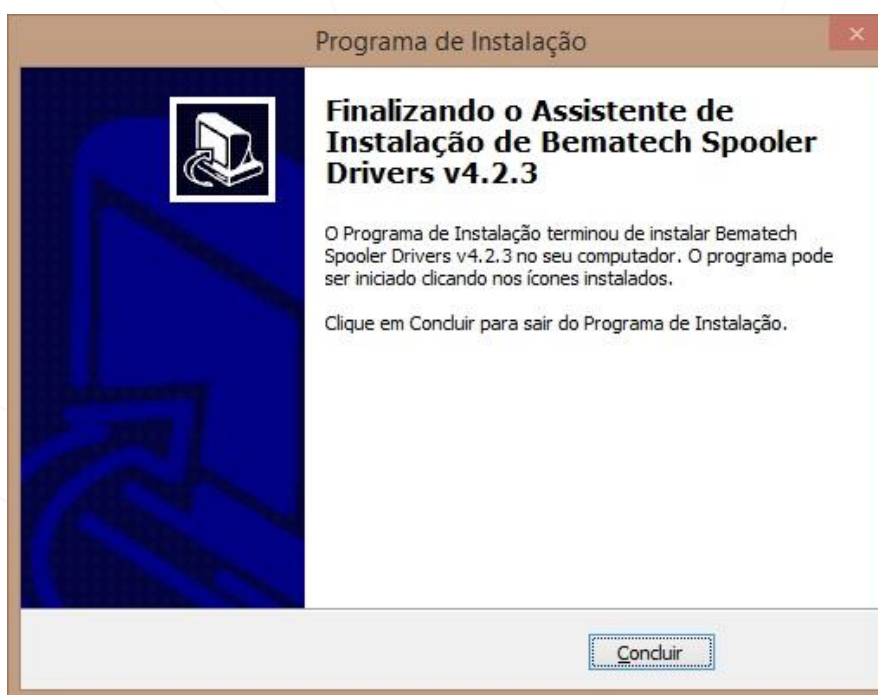 Programa de Instalação
Finalizando o Assistente de
Instalação de Bematech Spooler
Drivers v4.2.3
O Programa de Instalação terminou de instalar Bematech
Spooler Drivers v4.2.3 no seu computador. O programa pode
ser iniciado clicando nos ícones instalados.
Clique em Concluir para sair do Programa de Instalação.
Concluir